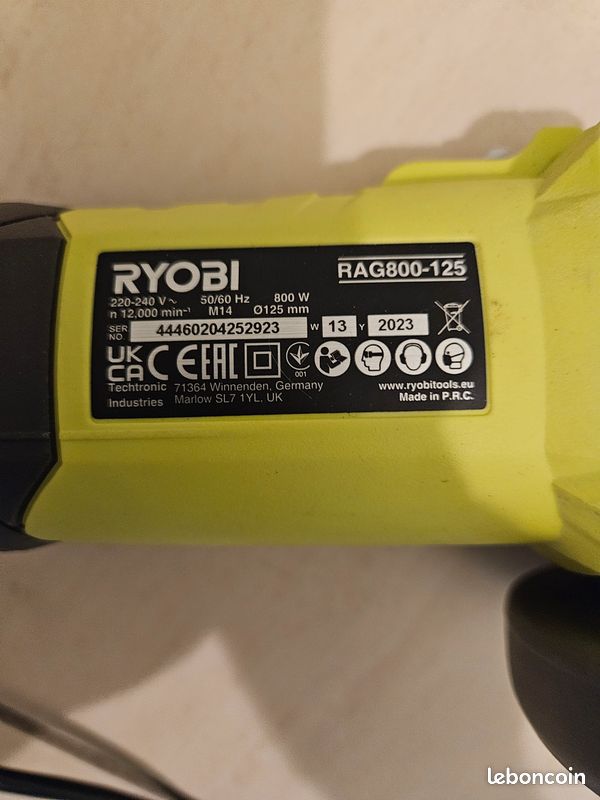 RYOBI
RAG800-125
220-240 V ~ 50/60 Hz 800 W
n 12,000 min⁻¹ M14 Ø125 mm
SER NO. 44460204252923 W 13 Y 2023
UK CA CE EAC 001
Techtronic Industries
71364 Winnenden, Germany
Marlow SL7 1YL, UK
www.ryobitools.eu
Made in P.R.C.
leboncoin